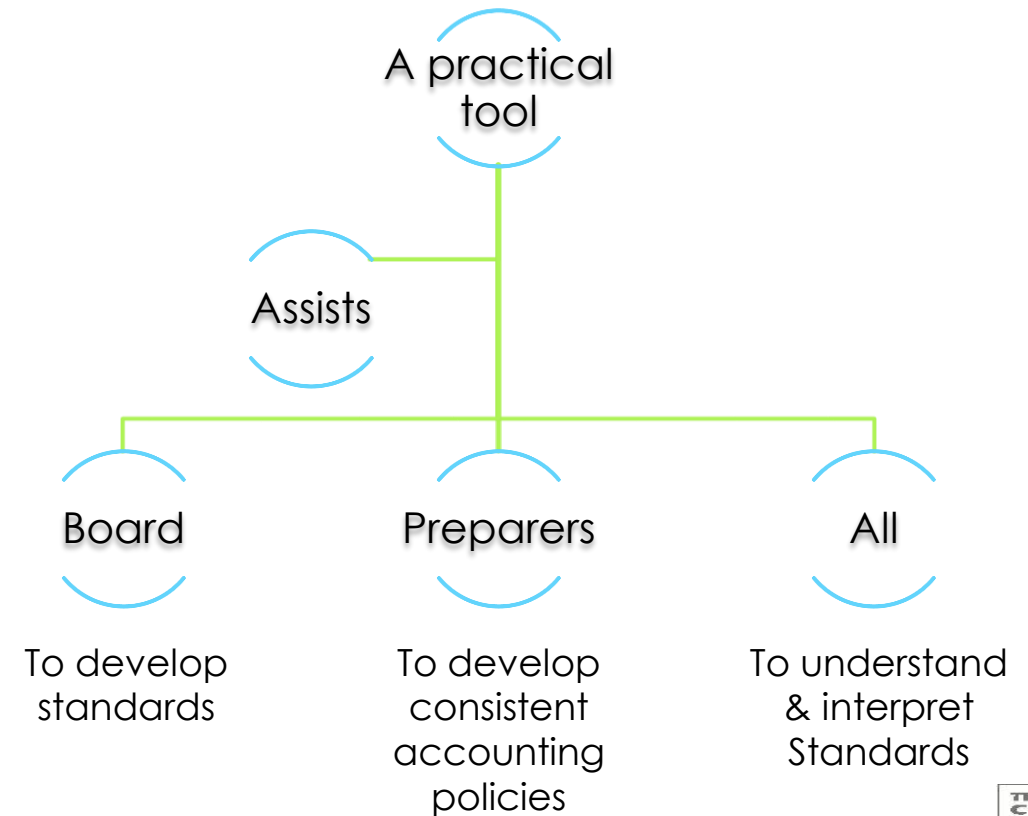 A practical
tool
Assists
Board
Preparers
All
To develop
standards
To develop
consistent
accounting
policies
To understand
& interpret
Standards